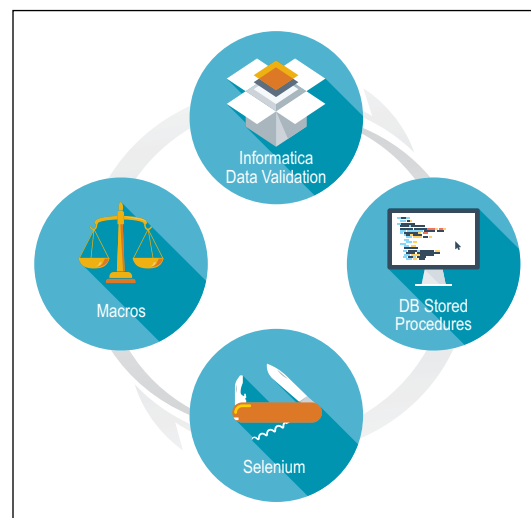 Informatica
Data Validation
DB Stored
Procedures
Macros
Selenium